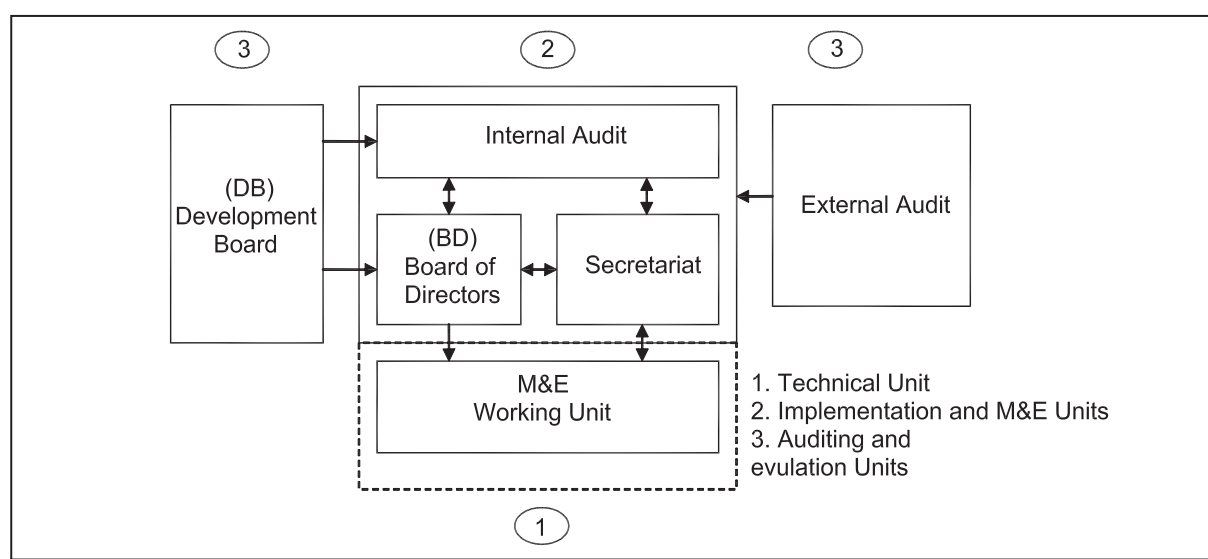 3
2
3
Internal Audit
(DB)
Development
Board
(BD)
Board of
Directors
Secretariat
External Audit
M&E
Working Unit
1. Technical Unit
2. Implementation and M&E Units
3. Auditing and
evulation Units
1